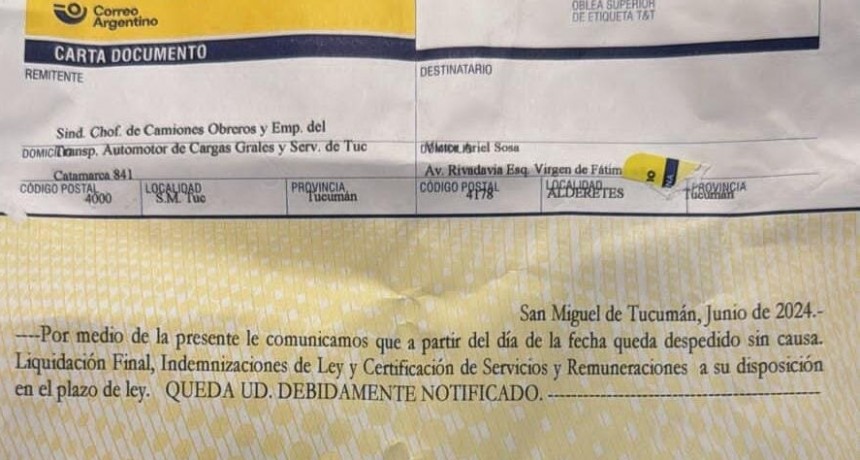 Correo
Argentino
OBLEA SUPERIOR
DE ETIQUETA T&T
CARTA DOCUMENTO
REMITENTE
DESTINATARIO
Sind. Chof. de Camiones Obreros y Emp. del
Transp. Automotor de Cargas Grales y Serv. de Tuc
Ariel Sosa
Catamarca 841
Av. Rivadavia Esq. Virgen de Fátim
CÓDIGO POSTAL
4000
LOCALIDAD
S.M. Tuc
PROVINCIA
Tucumán
CÓDIGO POSTAL
4178
LOCALIDAD
ALDERETES
PROVINCIA
Tucumán
San Miguel de Tucumán, Junio de 2024.-
----Por medio de la presente le comunicamos que a partir del día de la fecha queda despedido sin causa.
Liquidación Final, Indemnizaciones de Ley y Certificación de Servicios y Remuneraciones a su disposición
en el plazo de ley. QUEDA UD. DEBIDAMENTE NOTIFICADO. ----------------------------------------